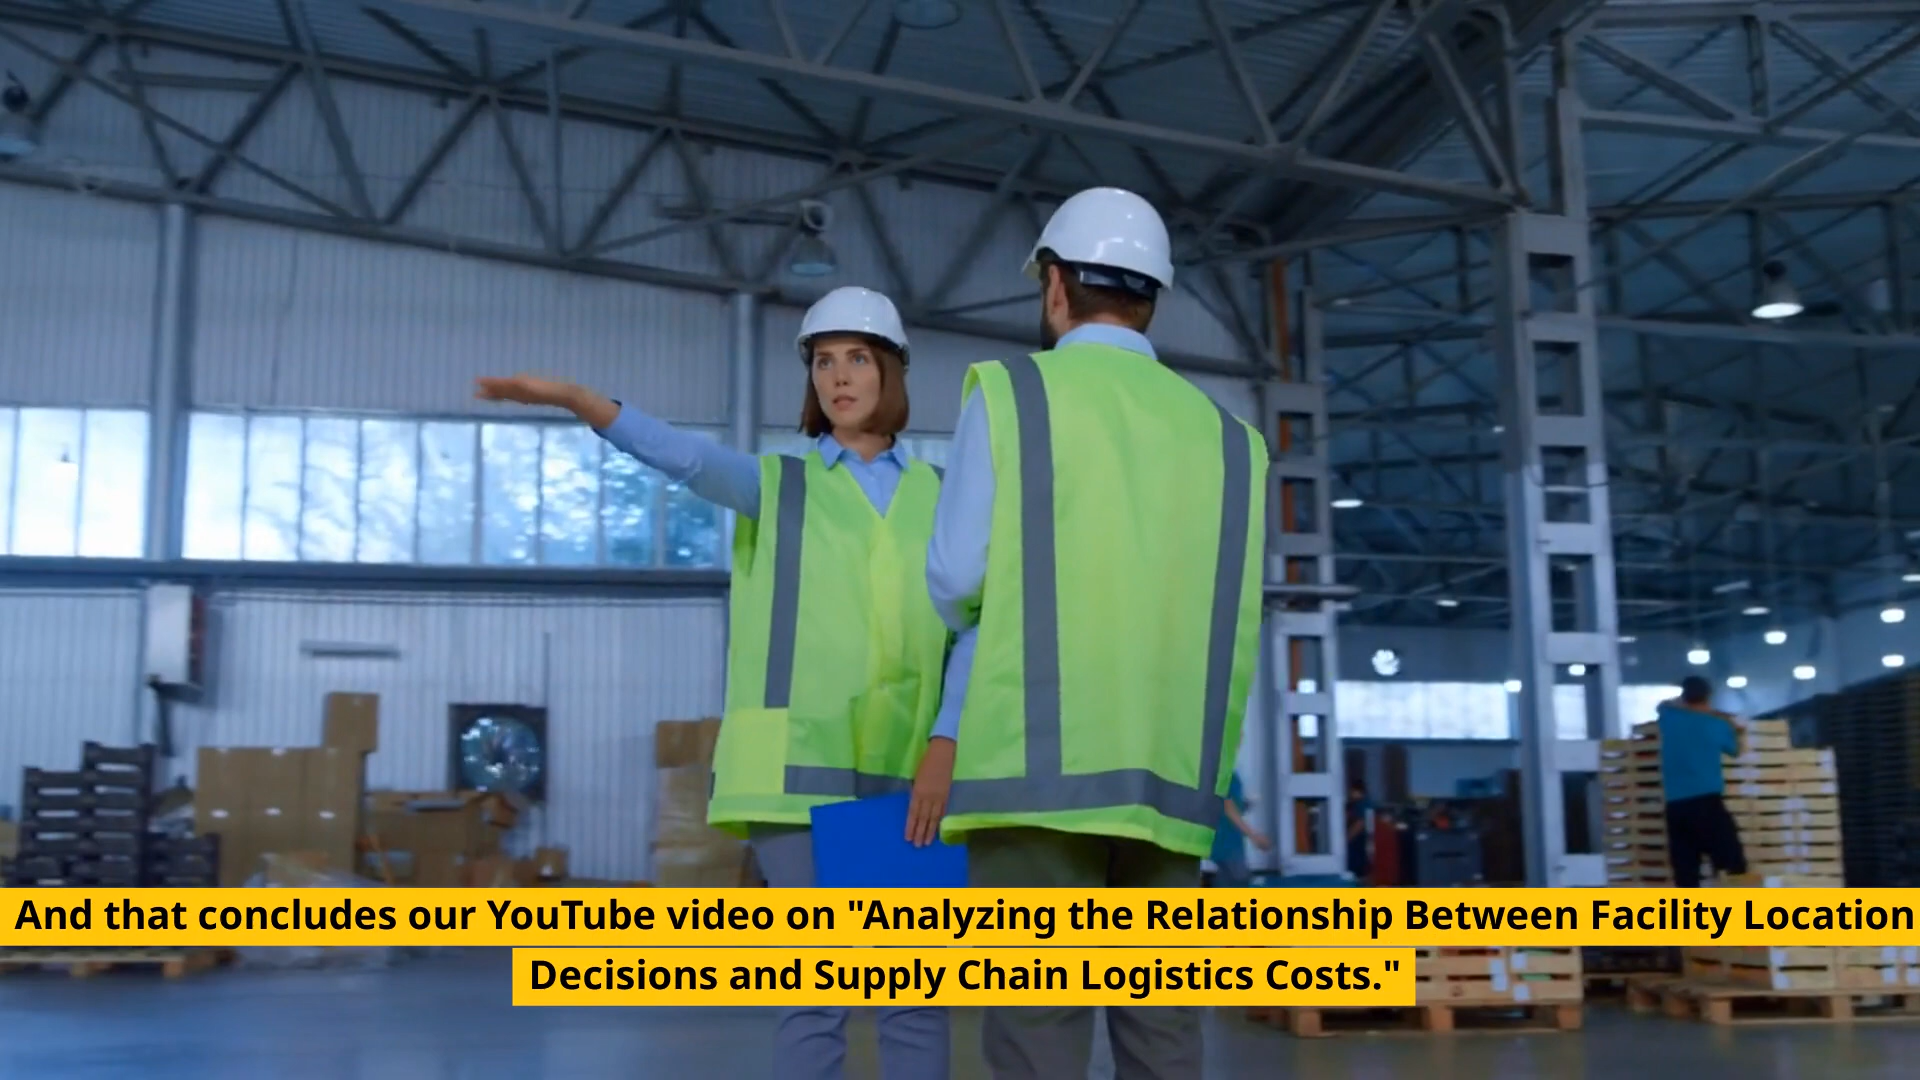 And that concludes our YouTube video on "Analyzing the Relationship Between Facility Location
Decisions and Supply Chain Logistics Costs."